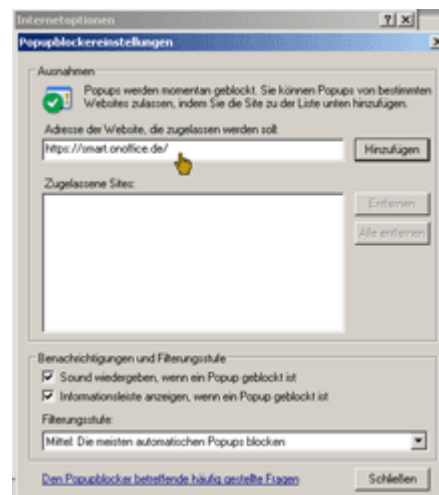 Internetoptionen
Popupblockereinstellungen
Ausnahmen
Popups werden momentan geblockt. Sie können Popups von bestimmten
Websites zulassen, indem Sie die Site zu der Liste unten hinzufügen.
Adresse der Website, die zugelassen werden soll:
https://smart.onoffice.de/
Hinzufügen
Zugelassene Sites:
Entfernen
Alle entfernen
Benachrichtigungen und Filterungsstufe
Sound wiedergeben, wenn ein Popup geblockt ist
Informationsleiste anzeigen, wenn ein Popup geblockt ist
Filterungsstufe:
Mittel: Die meisten automatischen Popups blocken
Den Popupblocker betreffende häufig gestellte Fragen
Schließen